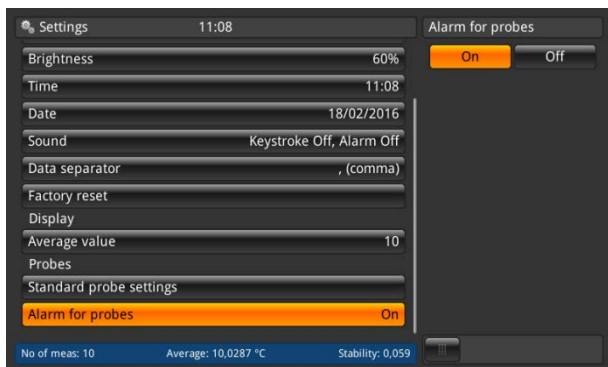 Settings 11:08
Brightness 60%
Time 11:08
Date 18/02/2016
Sound Keystroke Off, Alarm Off
Data separator , (comma)
Factory reset
Display
Average value 10
Probes
Standard probe settings
Alarm for probes On
No of meas: 10 Average: 10,0287 °C Stability: 0,059
Alarm for probes
On Off